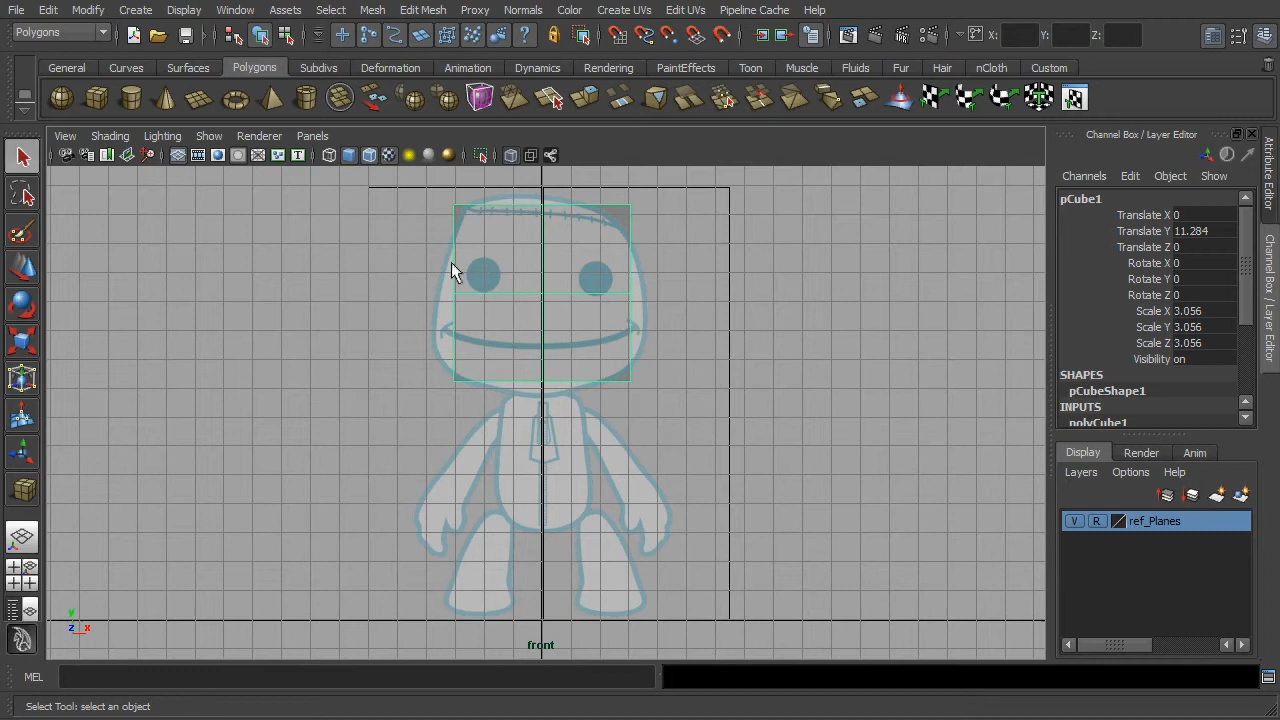 File Edit Modify Create Display Window Assets Select Mesh Edit Mesh Proxy Normals Color Create UVs Edit UVs Pipeline Cache Help
Polygons X: Y: Z:
General Curves Surfaces Polygons Subdivs Deformation Animation Dynamics Rendering PaintEffects Toon Muscle Fluids Fur Hair nCloth Custom
View Shading Lighting Show Renderer Panels
Channel Box / Layer Editor
Channels Edit Object Show
pCube1
Translate X 0
Translate Y 11.284
Translate Z 0
Rotate X 0
Rotate Y 0
Rotate Z 0
Scale X 3.056
Scale Y 3.056
Scale Z 3.056
Visibility on
SHAPES
pCubeShape1
INPUTS
polyCube1
Display Render Anim
Layers Options Help
V R ref_Planes
Attribute Editor
Channel Box / Layer Editor
y
z x
front
MEL
Select Tool: select an object